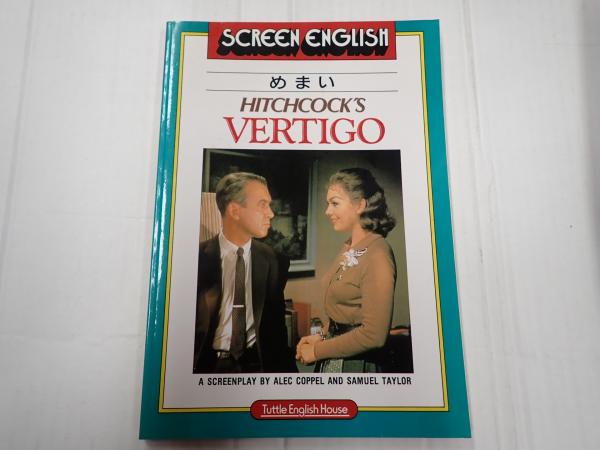 SCREEN ENGLISH
めまい
HITCHCOCK'S
VERTIGO
A SCREENPLAY BY ALEC COPPEL AND SAMUEL TAYLOR
Tuttle English House